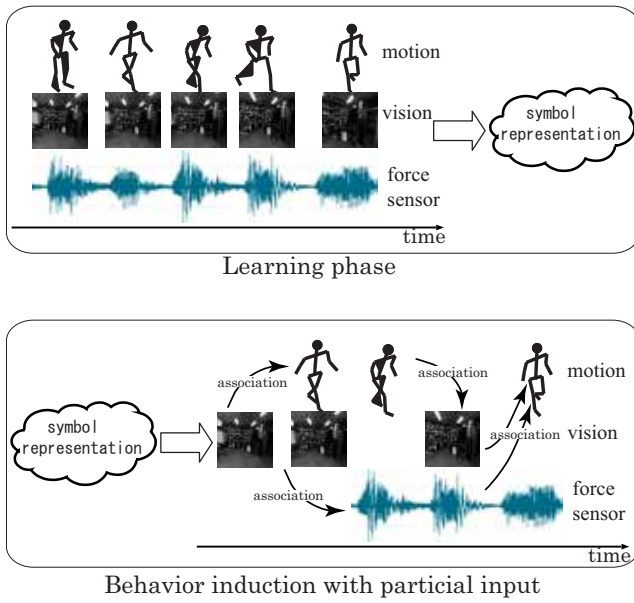 motion
vision
symbol
representation
force
sensor
time
Learning phase
association
association
motion
symbol
representation
association
vision
association
force
sensor
time
Behavior induction with particial input